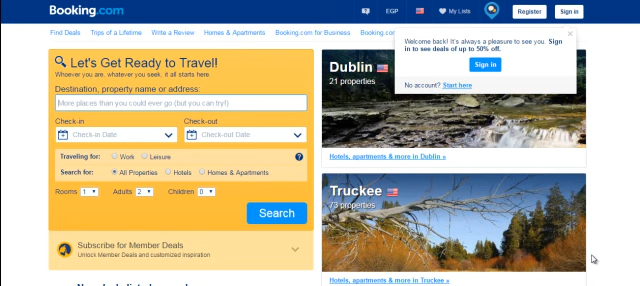 Booking.com
EGP
My Lists
Register
Sign in
Find Deals Trips of a Lifetime Write a Review Homes & Apartments Booking.com for Business Booking.com
Welcome back! It's always a pleasure to see you. Sign
in to see deals of up to 50% off.
Sign in
No account? Start here
Let's Get Ready to Travel!
Whoever you are, whatever you seek, it all starts here.
Destination, property name or address:
More places than you could ever go (but you can try!)
Check-in Check-out
Check-in Date Check-out Date
Traveling for: Work Leisure
Search for: All Properties Hotels Homes & Apartments
Rooms 1 Adults 2 Children 0
Search
Subscribe for Member Deals
Unlock Member Deals and customized inspiration
Dublin
21 properties
Hotels, apartments & more in Dublin »
Truckee
73 properties
Hotels, apartments & more in Truckee »